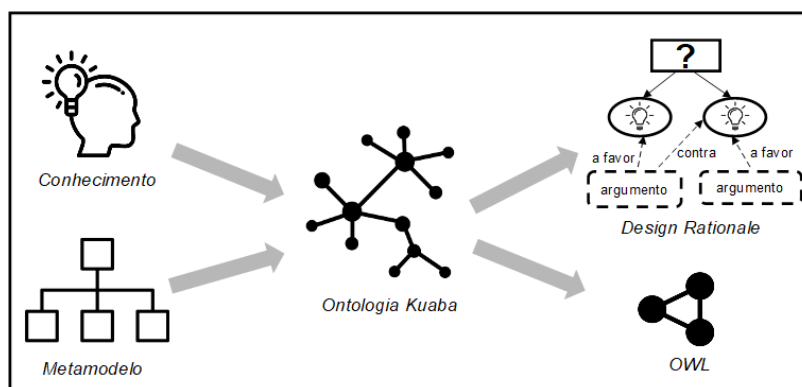 Conhecimento
Metamodelo
Ontologia Kuaba
?
a favor
contra
a favor
argumento
argumento
Design Rationale
OWL